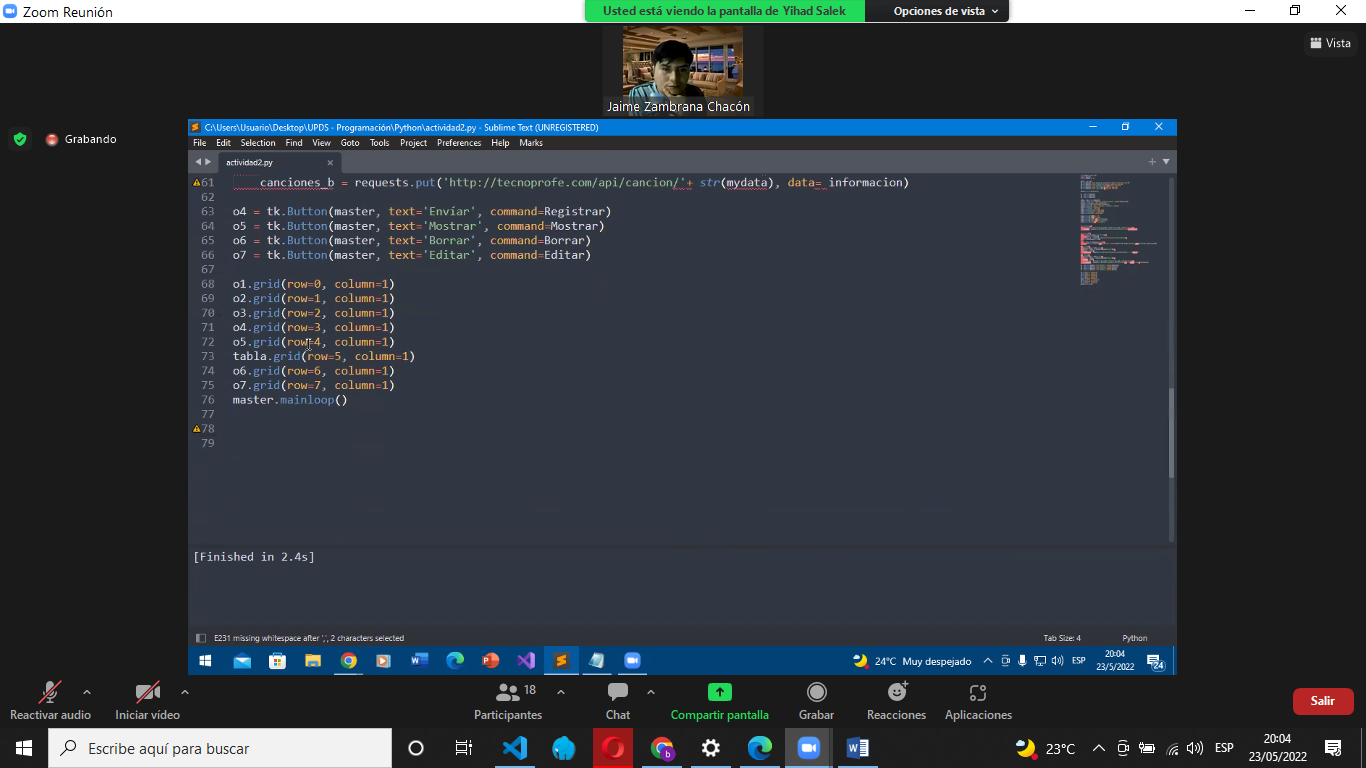 Zoom Reunión
Usted está viendo la pantalla de Yihad Salek
Opciones de vista
Vista
Jaime Zambrana Chacón
Grabando
C:\Users\Usuario\Desktop\UPDS - Programación\Python\actividad2.py - Sublime Text (UNREGISTERED)
File Edit Selection Find View Goto Tools Project Preferences Help Marks
actividad2.py
61 canciones_b = requests.put('http://tecnoprofe.com/api/cancion/'+ str(mydata), data= informacion)
62
63 o4 = tk.Button(master, text='Envíar', command=Registrar)
64 o5 = tk.Button(master, text='Mostrar', command=Mostrar)
65 o6 = tk.Button(master, text='Borrar', command=Borrar)
66 o7 = tk.Button(master, text='Editar', command=Editar)
67
68 o1.grid(row=0, column=1)
69 o2.grid(row=1, column=1)
70 o3.grid(row=2, column=1)
71 o4.grid(row=3, column=1)
72 o5.grid(row=4, column=1)
73 tabla.grid(row=5, column=1)
74 o6.grid(row=6, column=1)
75 o7.grid(row=7, column=1)
76 master.mainloop()
77
78
79
[Finished in 2.4s]
E231 missing whitespace after ',', 2 characters selected
Tab Size: 4
Python
24°C Muy despejado
ESP
20:04
23/5/2022
24
Reactivar audio
Iniciar vídeo
18
Participantes
Chat
Compartir pantalla
Grabar
Reacciones
Aplicaciones
Salir
Escribe aquí para buscar
23°C
ESP
20:04
23/05/2022